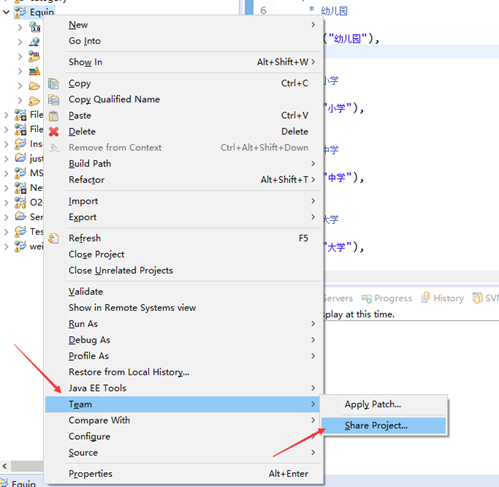 category
Equip
File
File
Inse
just
MS
Nev
O2
Ser
Tes
wei
New >
Go Into
Show In Alt+Shift+W >
Copy Ctrl+C
Copy Qualified Name
Paste Ctrl+V
Delete Delete
Remove from Context Ctrl+Alt+Shift+Down
Build Path >
Refactor Alt+Shift+T >
Import >
Export >
Refresh F5
Close Project
Close Unrelated Projects
Validate
Show in Remote Systems view
Run As >
Debug As >
Profile As >
Restore from Local History...
Java EE Tools >
Team >
Compare With >
Configure >
Source >
Properties Alt+Enter
Apply Patch...
Share Project...
6 * 幼儿园
("幼儿园"),
小学
"小学"),
中学
"中学"),
大学
"大学"),
Servers Progress History SVN
play at this time.
Equip